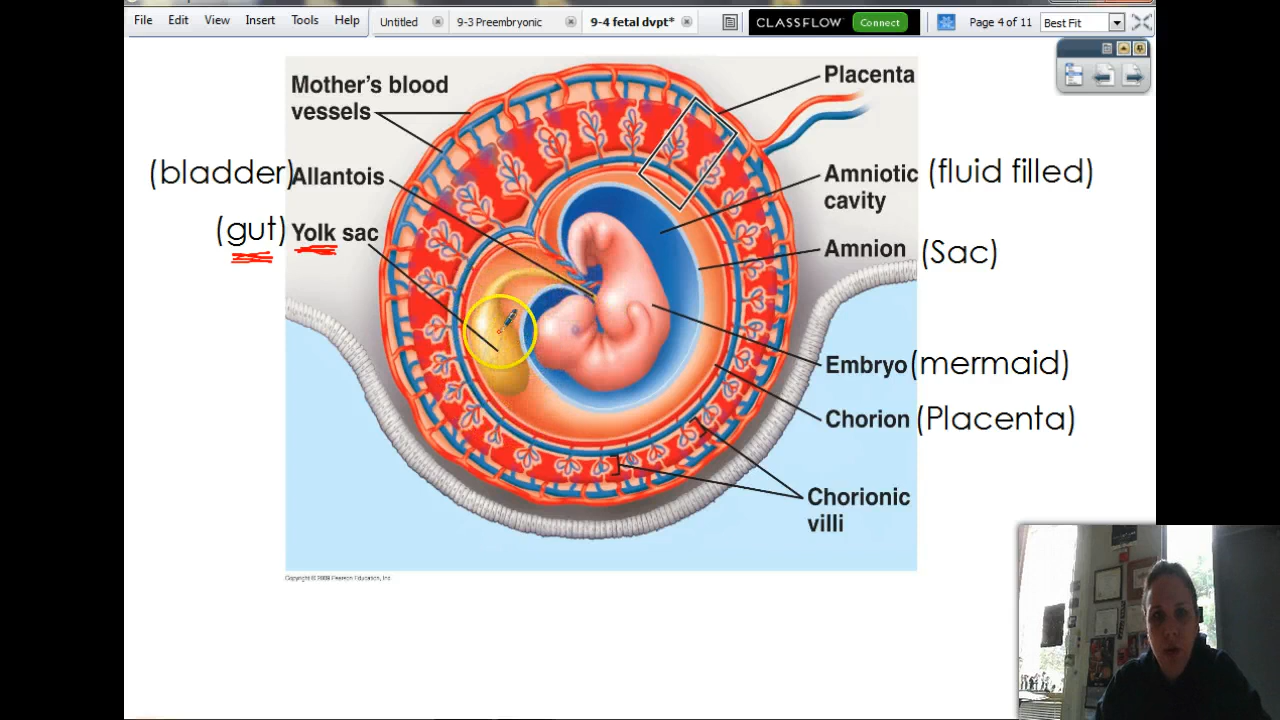 File Edit View Insert Tools Help
Untitled
9-3 Preembryonic
9-4 fetal dvpt*
CLASSFLOW
Connect
Page 4 of 11
Best Fit
Mother's blood
vessels
(bladder) Allantois
(gut) Yolk sac
Placenta
Amniotic (fluid filled)
cavity
Amnion (Sac)
Embryo (mermaid)
Chorion (Placenta)
Chorionic
villi
Copyright © 2009 Pearson Education, Inc.